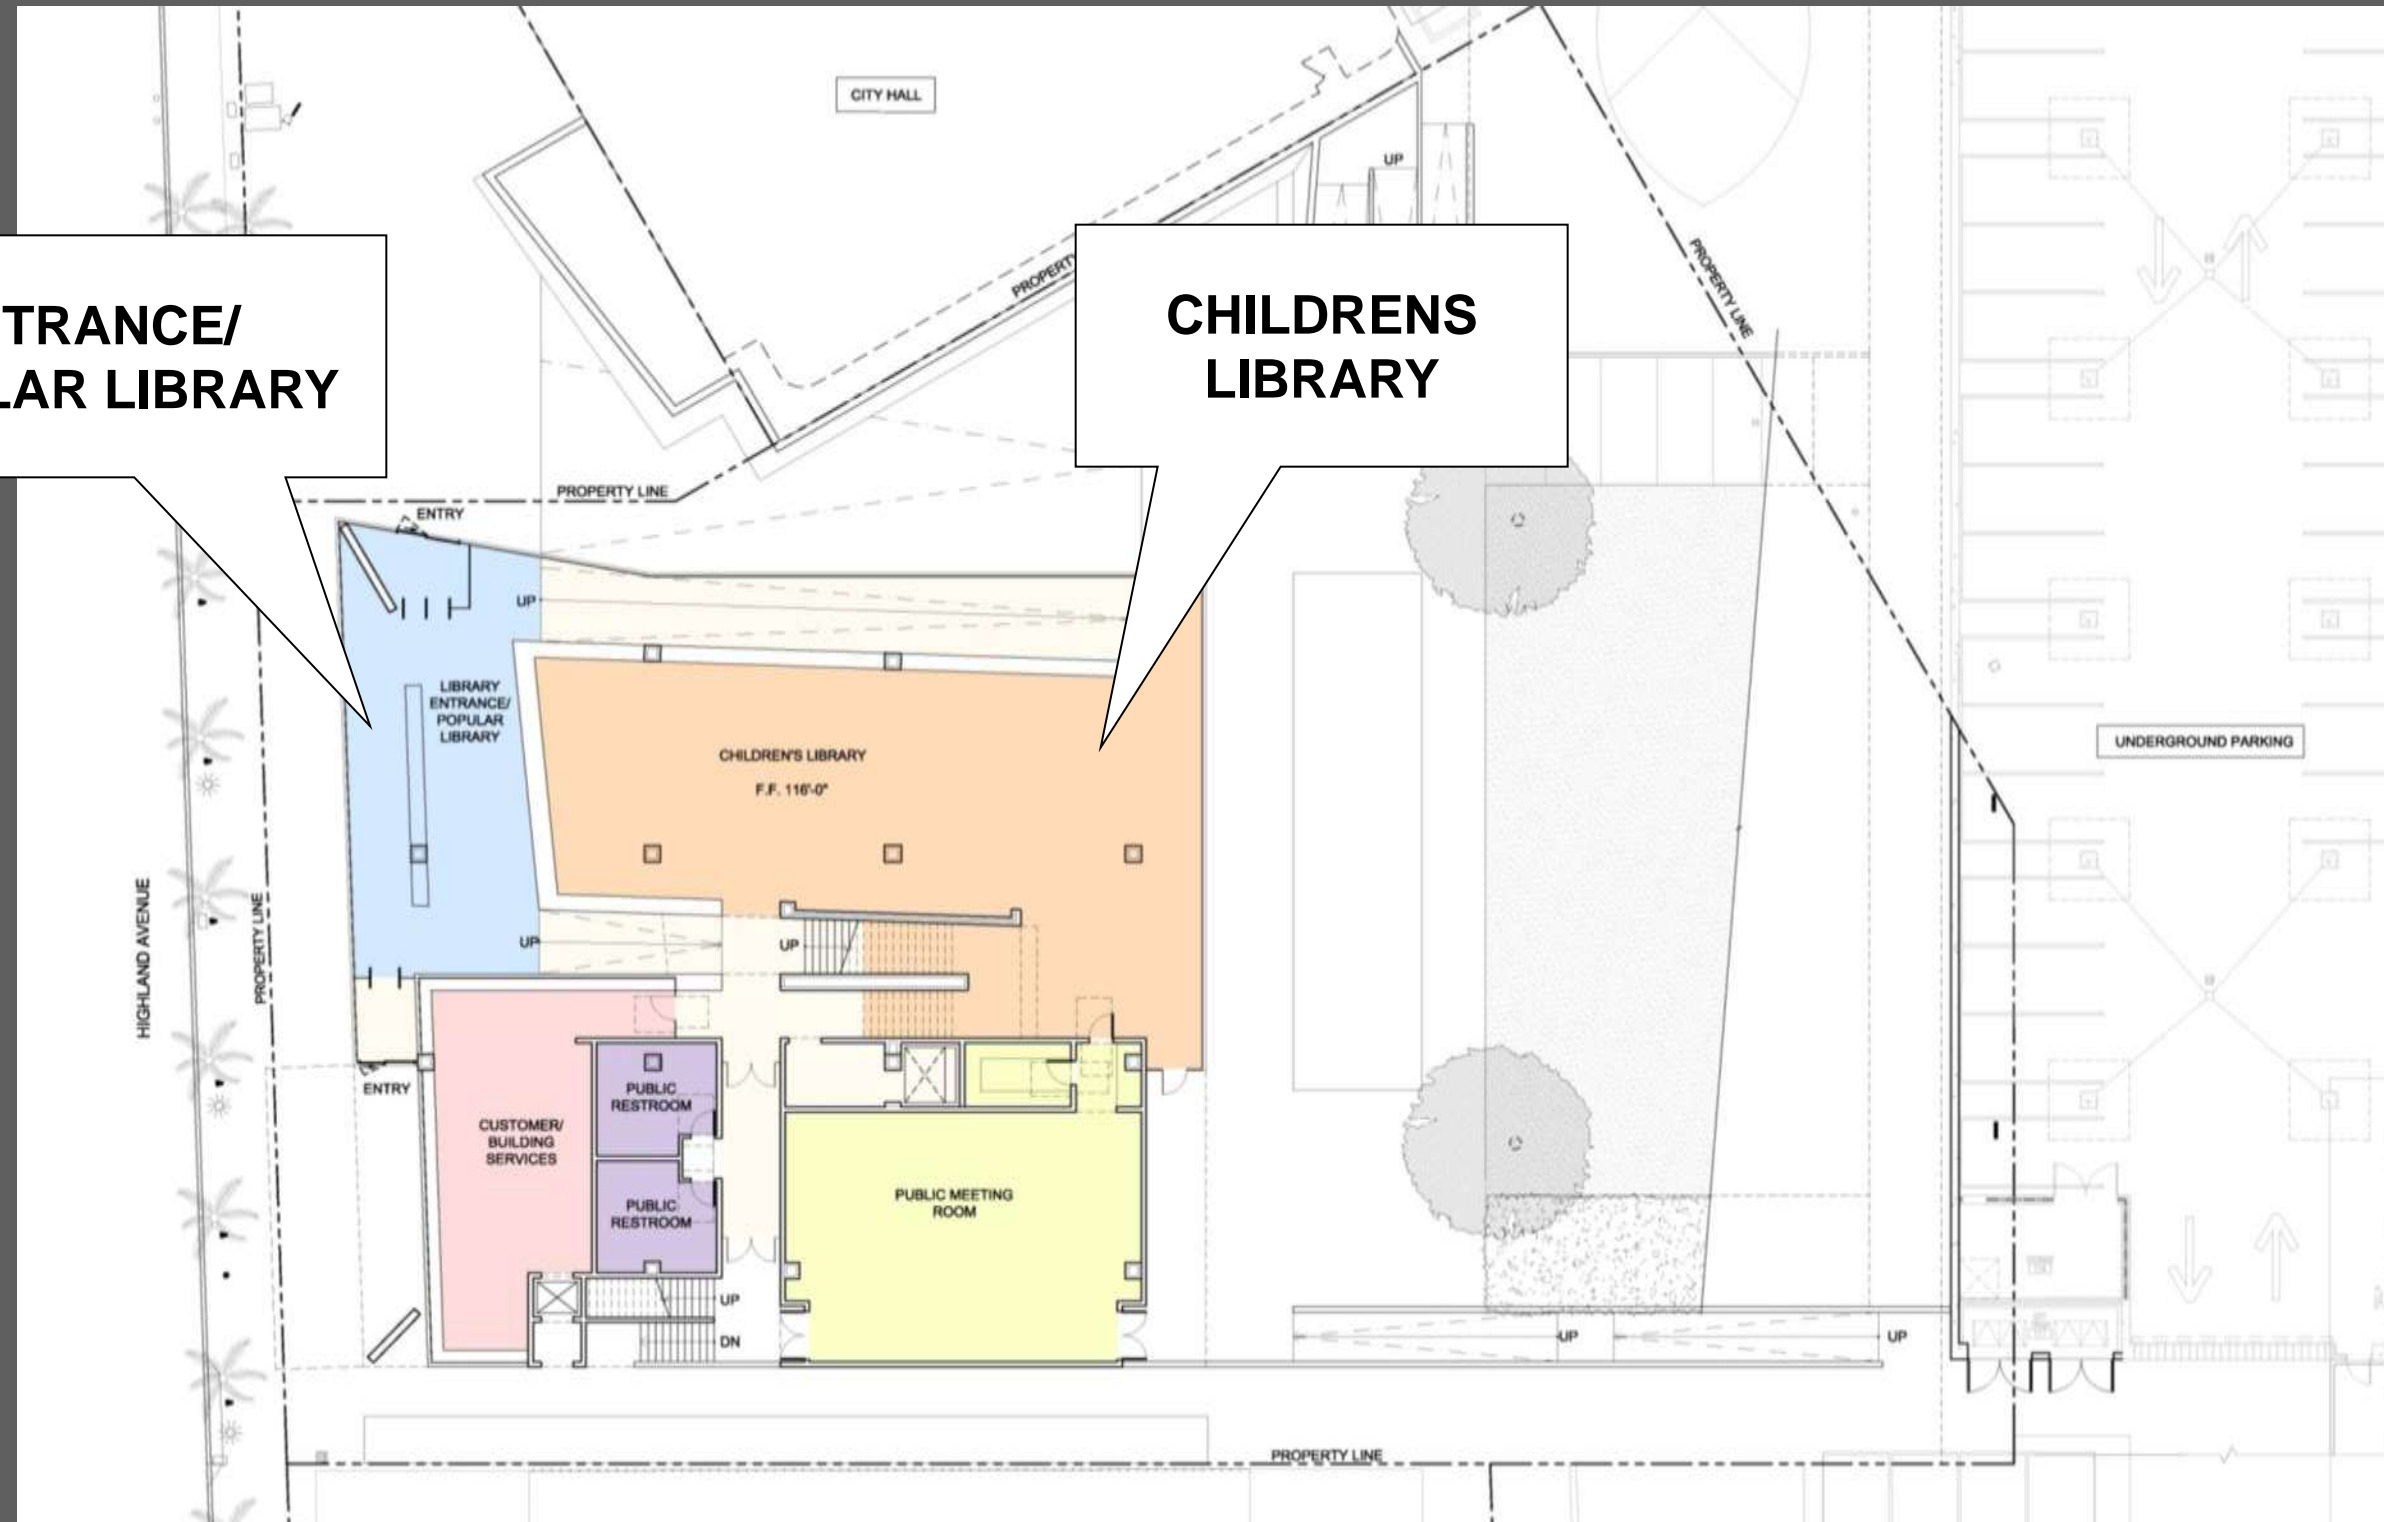 CITY HALL
UP
TRANCE/
LAR LIBRARY
CHILDRENS
LIBRARY
PROPERTY
PROPERTY LINE
PROPERTY LINE
ENTRY
UP
LIBRARY
ENTRANCE/
POPULAR
LIBRARY
CHILDREN'S LIBRARY
F.F. 116'-0"
UNDERGROUND PARKING
HIGHLAND AVENUE
PROPERTY LINE
UP
UP
ENTRY
CUSTOMER/
BUILDING
SERVICES
PUBLIC
RESTROOM
PUBLIC
RESTROOM
PUBLIC MEETING
ROOM
UP
DN
UP
UP
PROPERTY LINE